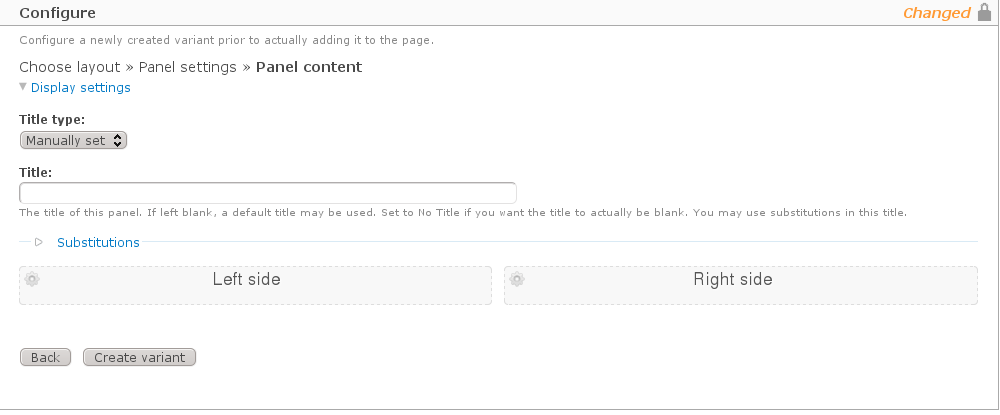 Configure
Changed
Configure a newly created variant prior to actually adding it to the page.
Choose layout » Panel settings » Panel content
Display settings
Title type:
Manually set
Title:
The title of this panel. If left blank, a default title may be used. Set to No Title if you want the title to actually be blank. You may use substitutions in this title.
Substitutions
Left side
Right side
Back
Create variant